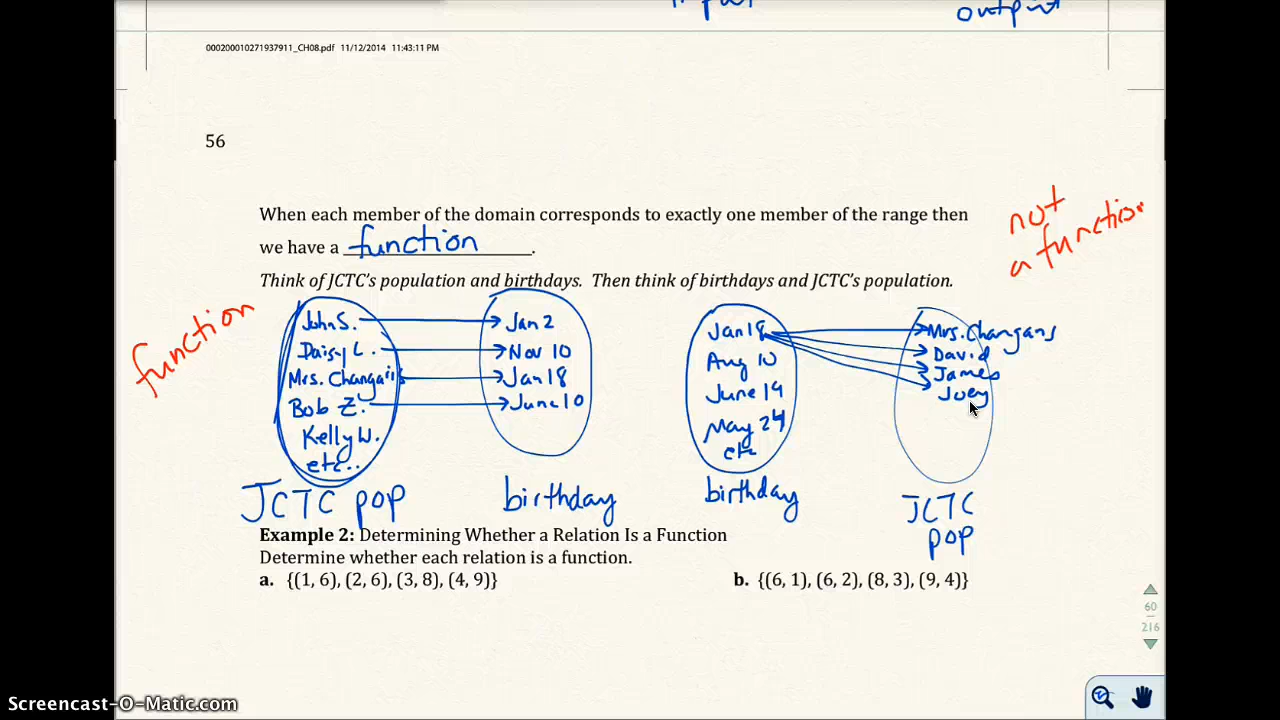 output
000200010271937911_CH08.pdf 11/12/2014 11:43:11 PM
56
When each member of the domain corresponds to exactly one member of the range then
we have a function.
not
a function
Think of JCTC's population and birthdays. Then think of birthdays and JCTC's population.
function
John S. Jan 2
Daisy L. Nov 10
Mrs. Changaris Jan 18
Bob Z. June 10
Kelly W.
etc..
JCTC pop birthday
Jan 18 Mrs. Changaris
Aug 10 David
June 14 James
May 24 Joey
etc
birthday JCTC
pop
Example 2: Determining Whether a Relation Is a Function
Determine whether each relation is a function.
a. {(1, 6), (2, 6), (3, 8), (4, 9)} b. {(6, 1), (6, 2), (8, 3), (9, 4)}
60
216
Screencast-O-Matic.com